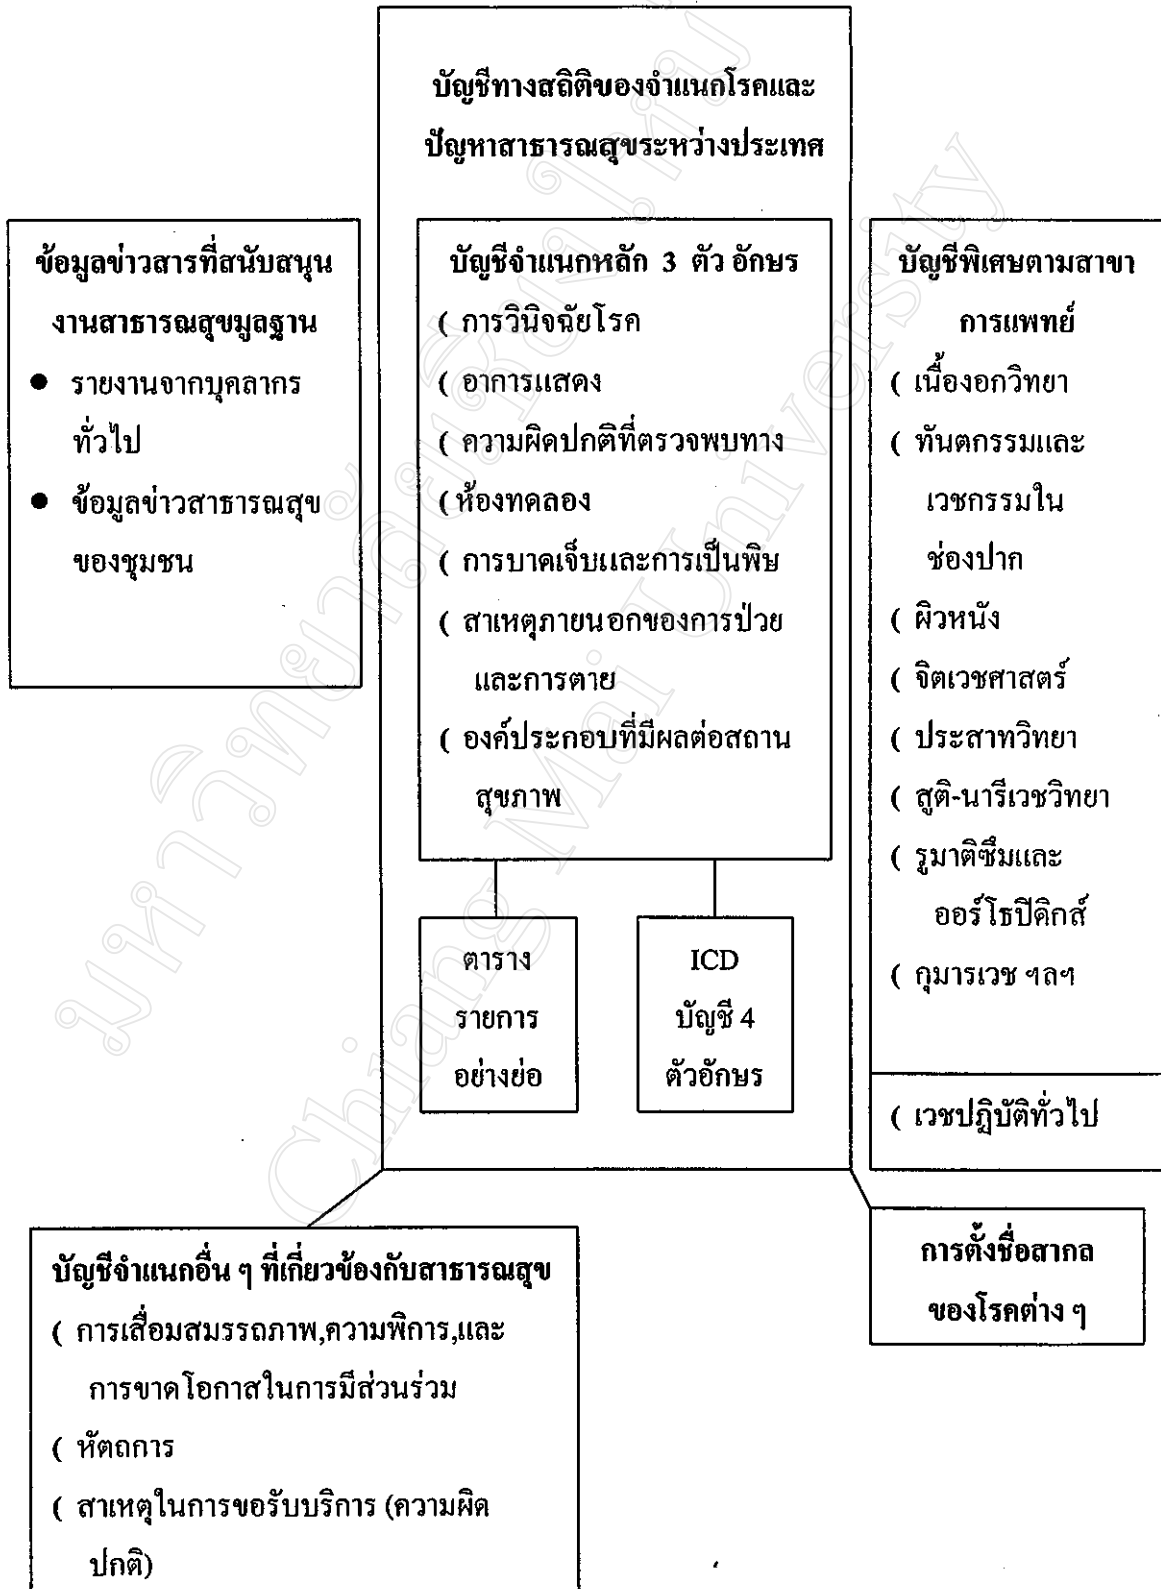 บัญชีทางสถิติของจำแนกโรคและ
ปัญหาสาธารณสุขระหว่างประเทศ
ข้อมูลข่าวสารที่สนับสนุน
งานสาธารณสุขมูลฐาน
● รายงานจากบุคลากร
ทั่วไป
● ข้อมูลข่าวสาธารณสุข
ของชุมชน
บัญชีจำแนกหลัก 3 ตัว อักษร
( การวินิจฉัยโรค
( อาการแสดง
( ความผิดปกติที่ตรวจพบทาง
(ห้องทดลอง
( การบาดเจ็บและการเป็นพิษ
( สาเหตุภายนอกของการป่วย
และการตาย
( องค์ประกอบที่มีผลต่อสถาน
สุขภาพ
ตาราง
รายการ
อย่างย่อ
ICD
บัญชี 4
ตัวอักษร
บัญชีพิเศษตามสาขา
การแพทย์
( เนื้องอกวิทยา
( ทันตกรรมและ
เวชกรรมใน
ช่องปาก
( ผิวหนัง
( จิตเวชศาสตร์
( ประสาทวิทยา
( สูติ-นารีเวชวิทยา
( รูมาติซึมและ
ออร์โธปิดิกส์
( กุมารเวช ฯลฯ
( เวชปฏิบัติทั่วไป
บัญชีจำแนกอื่น ๆ ที่เกี่ยวข้องกับสาธารณสุข
( การเสื่อมสมรรถภาพ,ความพิการ,และ
การขาดโอกาสในการมีส่วนร่วม
( หัตถการ
( สาเหตุในการขอรับบริการ (ความผิด
ปกติ)
การตั้งชื่อสากล
ของโรคต่าง ๆ
มหาวิทยาลัยเชียงใหม่
Chiang Mai University